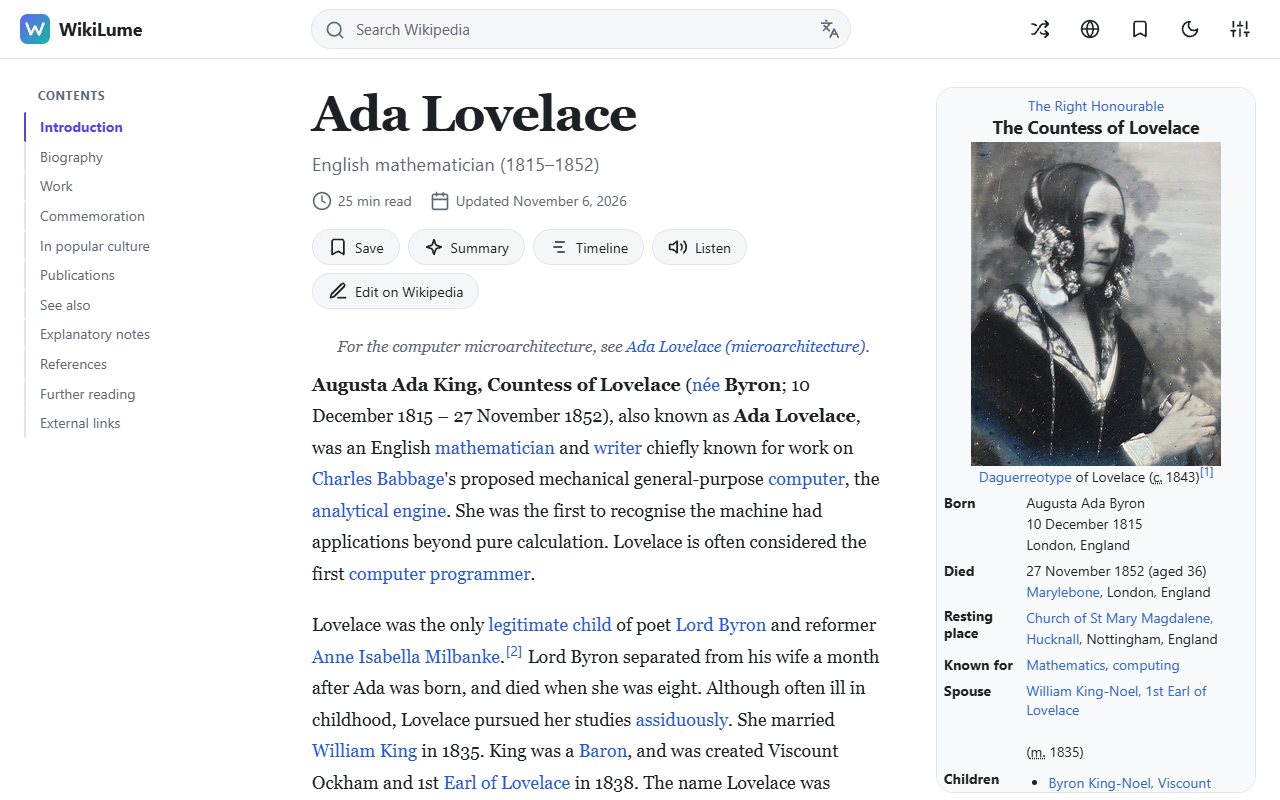 WikiLume
Search Wikipedia
CONTENTS
Introduction
Biography
Work
Commemoration
In popular culture
Publications
See also
Explanatory notes
References
Further reading
External links
Ada Lovelace
English mathematician (1815–1852)
25 min read
Updated November 6, 2026
Save
Summary
Timeline
Listen
Edit on Wikipedia
For the computer microarchitecture, see Ada Lovelace (microarchitecture).
Augusta Ada King, Countess of Lovelace (née Byron; 10
December 1815 – 27 November 1852), also known as Ada Lovelace,
was an English mathematician and writer chiefly known for work on
Charles Babbage's proposed mechanical general-purpose computer, the
analytical engine. She was the first to recognise the machine had
applications beyond pure calculation. Lovelace is often considered the
first computer programmer.
Lovelace was the only legitimate child of poet Lord Byron and reformer
Anne Isabella Milbanke.[2] Lord Byron separated from his wife a month
after Ada was born, and died when she was eight. Although often ill in
childhood, Lovelace pursued her studies assiduously. She married
William King in 1835. King was a Baron, and was created Viscount
Ockham and 1st Earl of Lovelace in 1838. The name Lovelace was
The Right Honourable
The Countess of Lovelace
Daguerreotype of Lovelace (c. 1843)[1]
Born
Augusta Ada Byron
10 December 1815
London, England
Died
27 November 1852 (aged 36)
Marylebone, London, England
Resting
place
Church of St Mary Magdalene,
Hucknall, Nottingham, England
Known for
Mathematics, computing
Spouse
William King-Noel, 1st Earl of
Lovelace
(m. 1835)
Children
• Byron King-Noel, Viscount